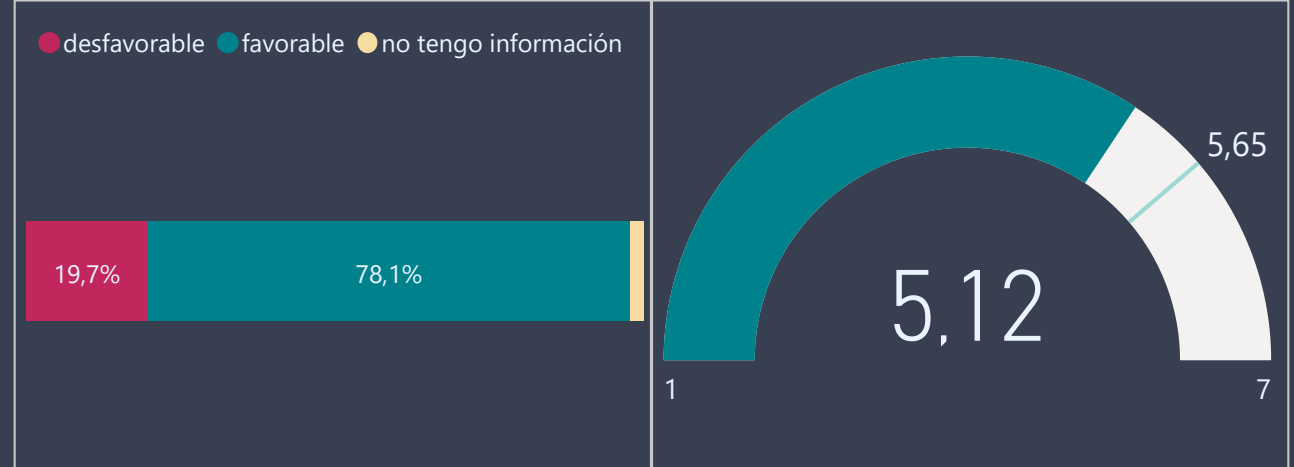 desfavorable favorable no tengo información
19,7% 78,1%
5,65
5,12
1 7